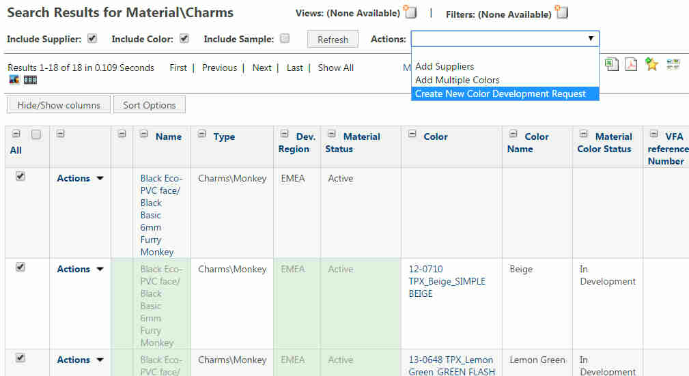 Search Results for Material\Charms
Views: (None Available) | Filters: (None Available)
Include Supplier: Include Color: Include Sample: Refresh Actions:
Add Suppliers
Add Multiple Colors
Create New Color Development Request
Results 1-18 of 18 in 0.109 Seconds First | Previous | Next | Last | Show All
Hide/Show columns Sort Options
All Name Type Dev. Region Material Status Color Color Name Material Color Status VFA reference Number
Actions
Black Eco-
PVC face/
Black
Basic
6mm
Furry
Monkey
Charms\Monkey
EMEA
Active
Actions
Black Eco-
PVC face/
Black
Basic
6mm
Furry
Monkey
Charms\Monkey
EMEA
Active
12-0710
TPX_Beige_SIMPLE
BEIGE
Beige
In
Development
Actions
Black Eco-
PVC face/
Charms\Monkey
EMEA
Active
13-0648 TPX_Lemon
Green_GREEN FLASH
Lemon Green
In
Development